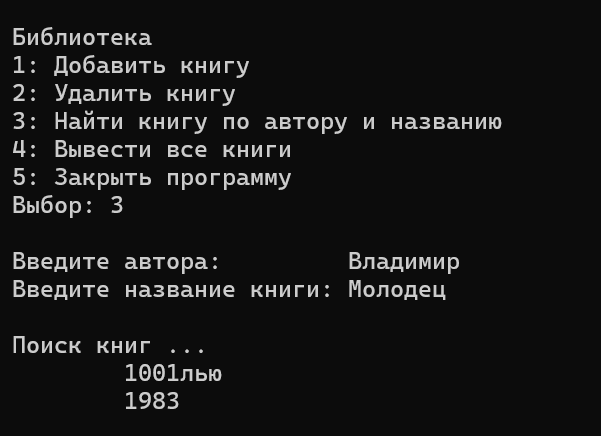 Библиотека
1: Добавить книгу
2: Удалить книгу
3: Найти книгу по автору и названию
4: Вывести все книги
5: Закрыть программу
Выбор: 3
Введите автора: Владимир
Введите название книги: Молодец
Поиск книг ...
1001лью
1983